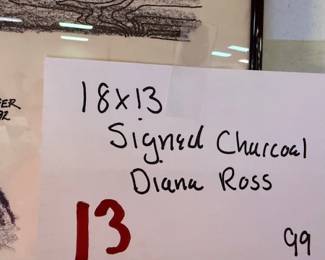 18x13
Signed Charcoal
Diana Ross
13
99